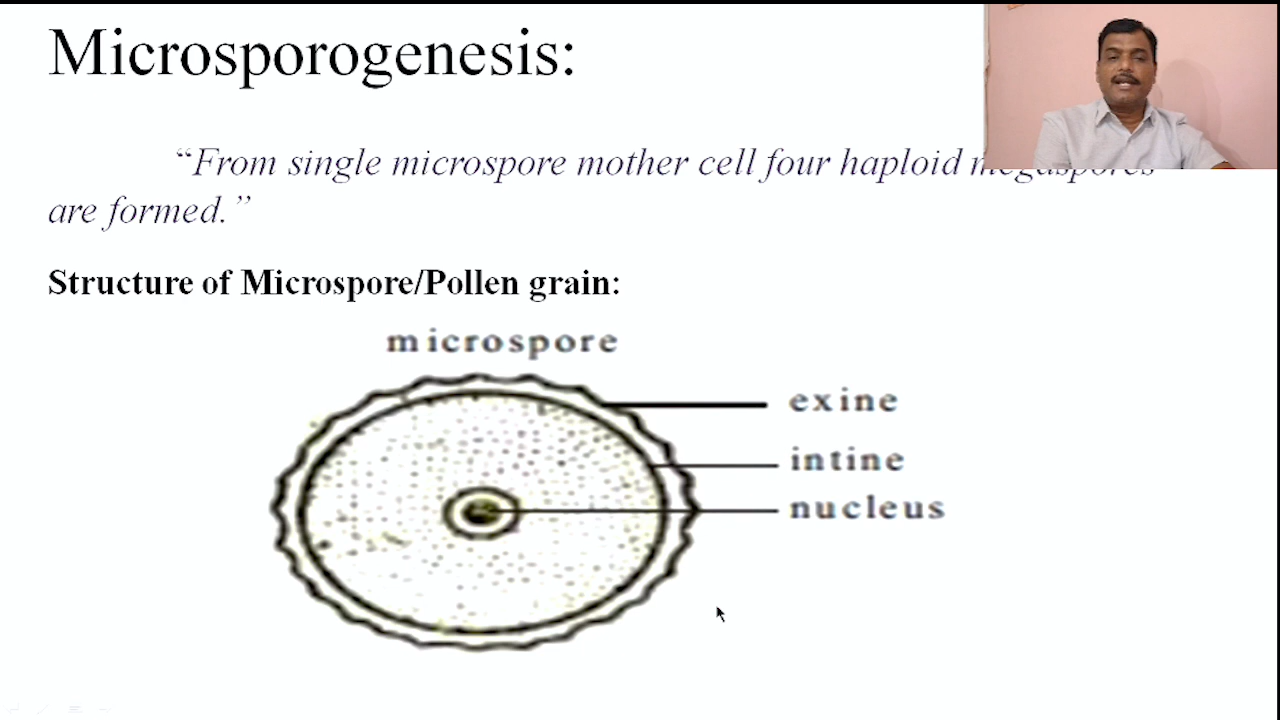 Microsporogenesis:
“From single microspore mother cell four haploid megaspores
are formed.”
Structure of Microspore/Pollen grain:
microspore
exine
intine
nucleus